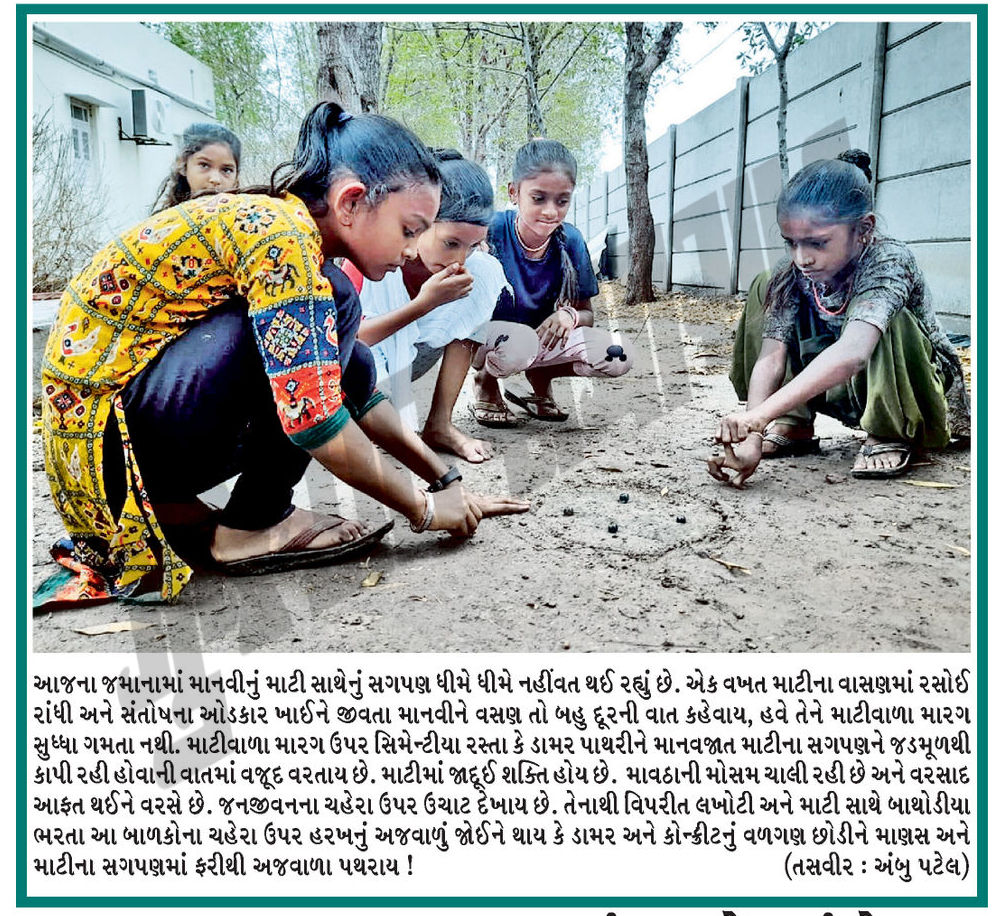 આજના જમાનામાં માનવીનું માટી સાથેનું સગપણ ધીમે ધીમે નહીંવત થઈ રહ્યું છે. એક વખત માટીના વાસણમાં રસોઈ
રાંધી અને સંતોષના ઓડકાર ખાઈને જીવતા માનવીને વસણ તો બહુ દૂરની વાત કહેવાય, હવે તેને માટીવાળા મારગ
સુધ્ધા ગમતા નથી. માટીવાળા મારગ ઉપર સિમેન્ટીયા રસ્તા કે ડામર પાથરીને માનવજાત માટીના સગપણને જડમૂળથી
કાપી રહી હોવાની વાતમાં વજૂદ વરતાય છે. માટીમાં જાદૂઈ શક્તિ હોય છે. માવઠાની મોસમ ચાલી રહી છે અને વરસાદ
આફત થઈને વરસે છે. જનજીવનના ચહેરા ઉપર ઉચાટ દેખાય છે. તેનાથી વિપરીત લખોટી અને માટી સાથે બાથોડીયા
ભરતા આ બાળકોના ચહેરા ઉપર હરખનું અજવાળું જોઈને થાય કે ડામર અને કોન્ક્રીટનું વળગણ છોડીને માણસ અને
માટીના સગપણમાં ફરીથી અજવાળા પથરાય ! (તસવીર : અંબુ પટેલ)